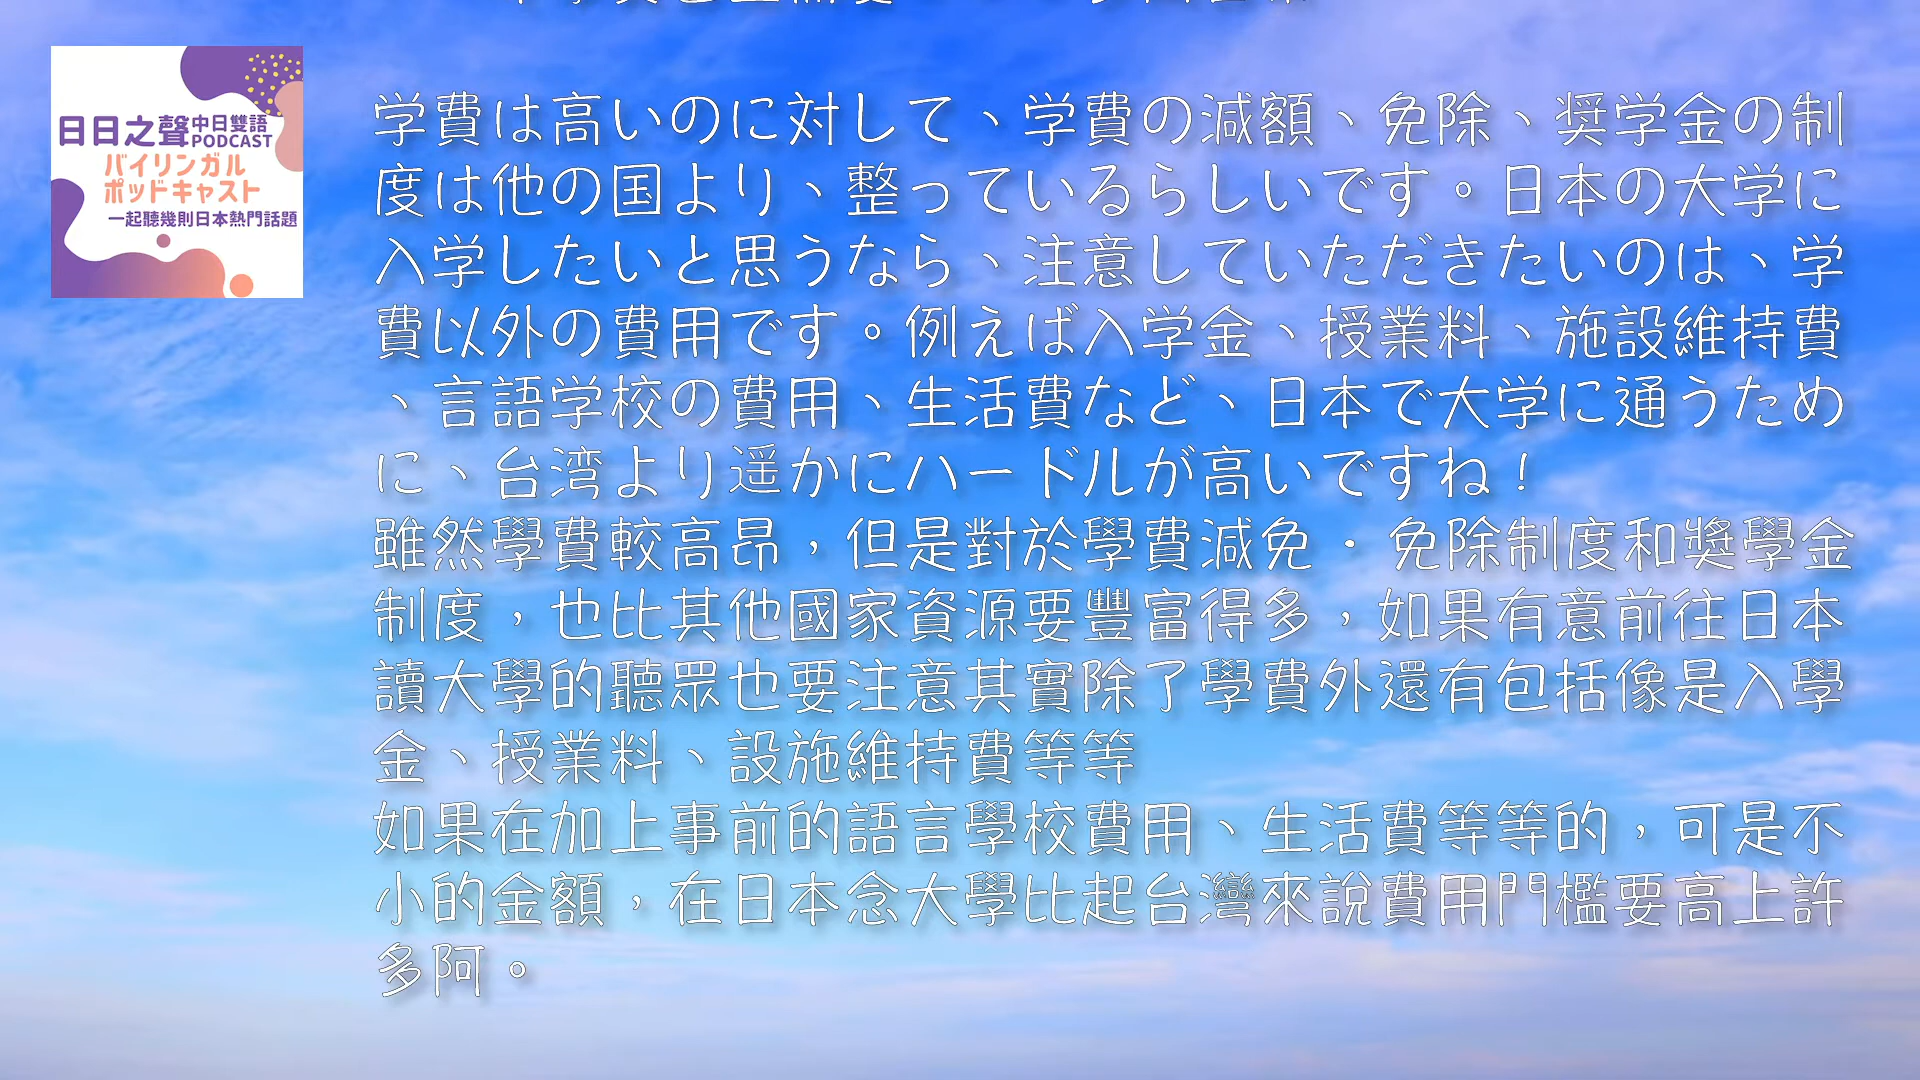 日日之聲中日雙語
PODCAST
バイリンガル
ポッドキャスト
一起聽幾則日本熱門話題
学費は高いのに対して、学費の減額、免除、奨学金の制
度は他の国より、整っているらしいです。日本の大学に
入学したいと思うなら、注意していただきたいのは、学
費以外の費用です。例えば入学金、授業料、施設維持費
、言語学校の費用、生活費など、日本で大学に通うため
に、台湾より遥かにハードルが高いですね！
雖然學費較高昂，但是對於學費減免．免除制度和獎學金
制度，也比其他國家資源要豐富得多，如果有意前往日本
讀大學的聽眾也要注意其實除了學費外還有包括像是入學
金、授業料、設施維持費等等
如果在加上事前的語言學校費用、生活費等等的，可是不
小的金額，在日本念大學比起台灣來說費用門檻要高上許
多阿。